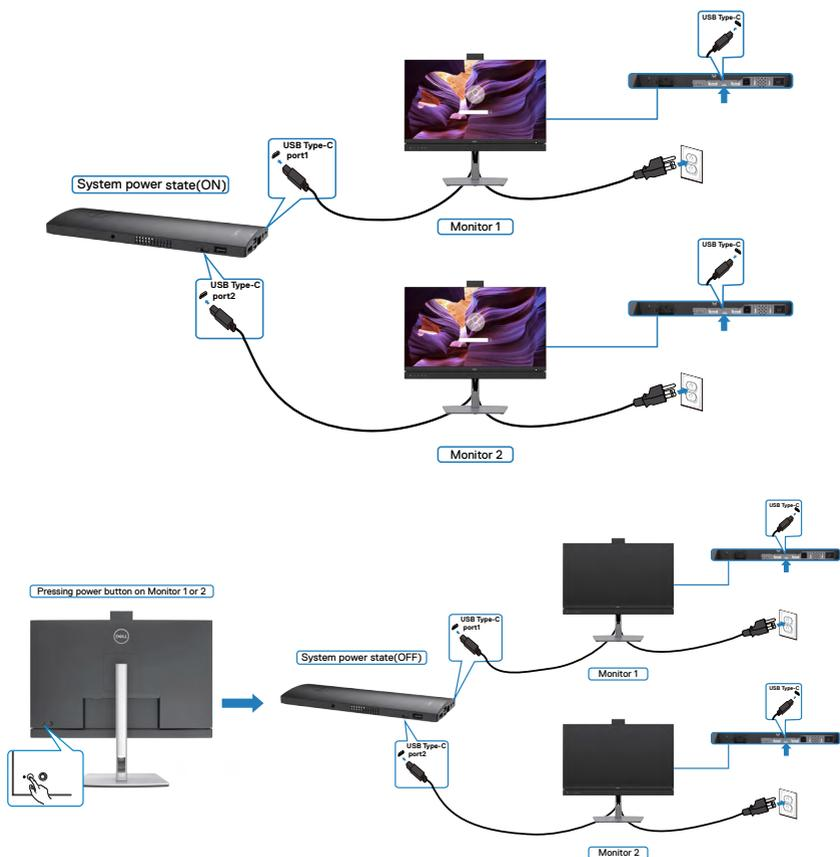 USB Type-C
USB Type-C
port1
System power state(ON)
Monitor 1
USB Type-C
USB Type-C
port2
Monitor 2
USB Type-C
Pressing power button on Monitor 1 or 2
DELL
USB Type-C
port1
System power state(OFF)
Monitor 1
USB Type-C
USB Type-C
port2
Monitor 2